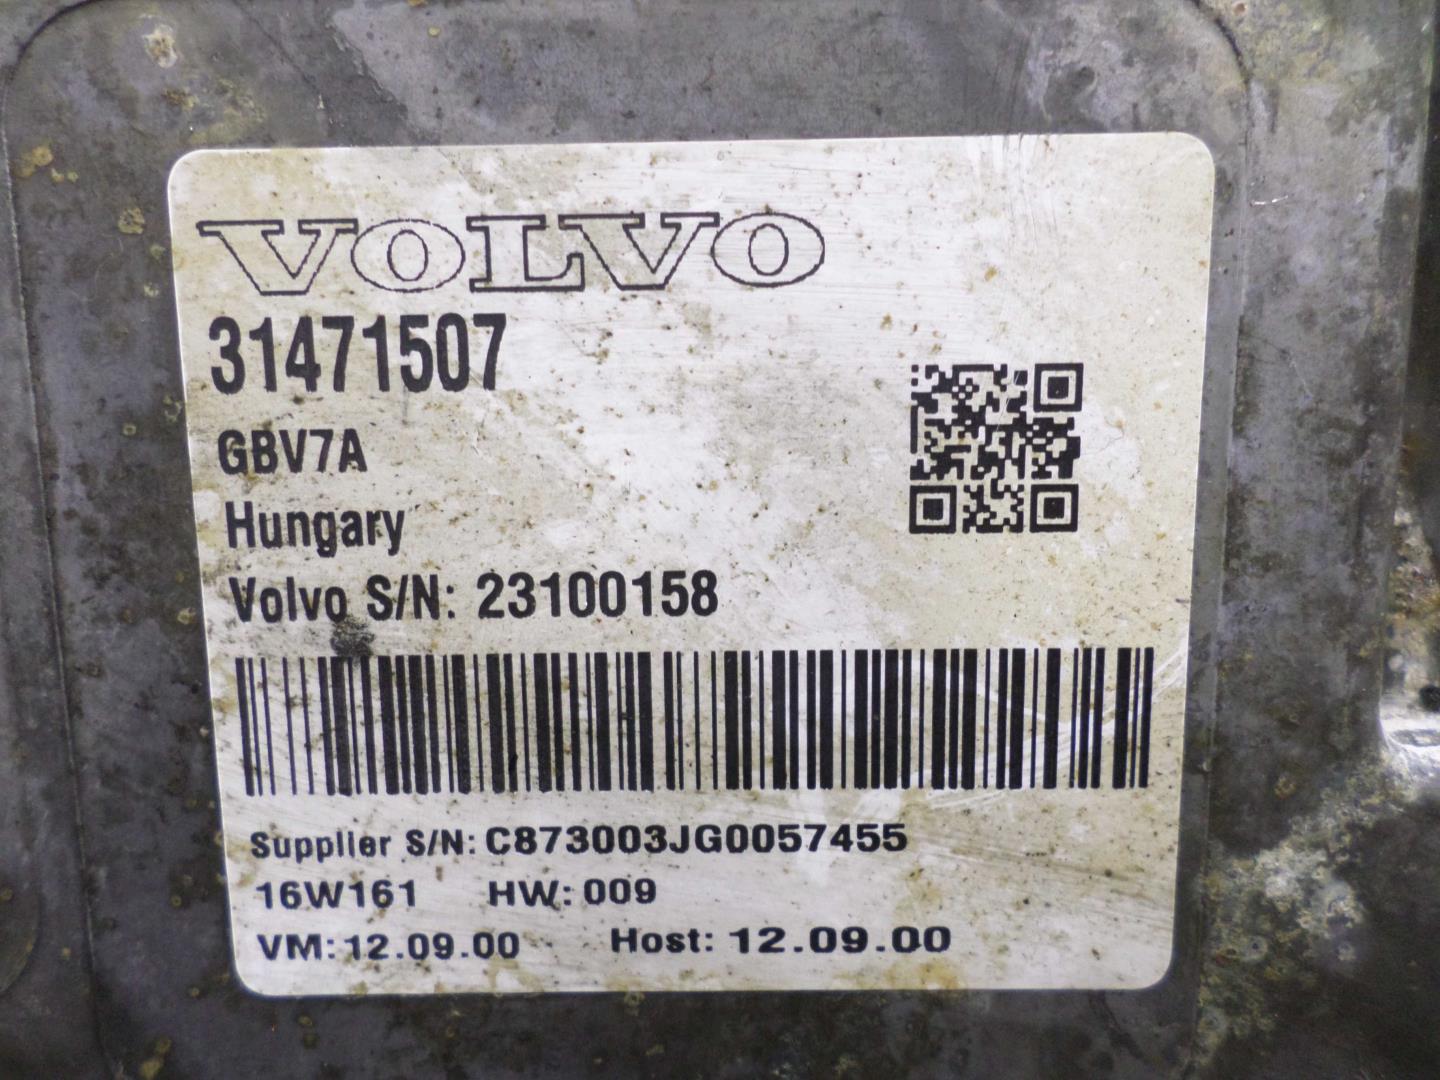 VOLVO
31471507
GBV7A
Hungary
Volvo S/N: 23100158
Supplier S/N: C873003JG0057455
16W161 HW: 009
VM: 12.09.00 Host: 12.09.00